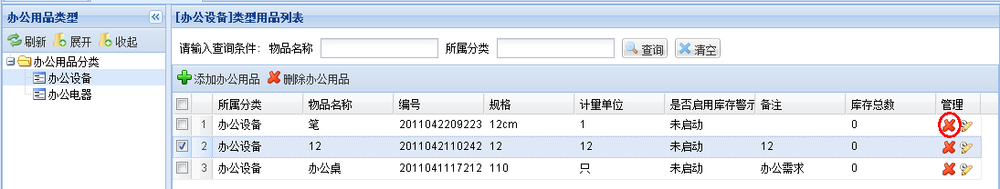 办公用品类型
刷新 展开 收起
办公用品分类
办公设备
办公电器
[办公设备]类型用品列表
请输入查询条件: 物品名称 所属分类 查询 清空
添加办公用品 删除办公用品
所属分类 物品名称 编号 规格 计量单位 是否启用库存警示 备注 库存总数 管理
1 办公设备 笔 2011042209223 12cm 1 未启动 0
2 办公设备 12 2011042110242 12 12 未启动 12 0
3 办公设备 办公桌 2011041117212 110 只 未启动 办公需求 0